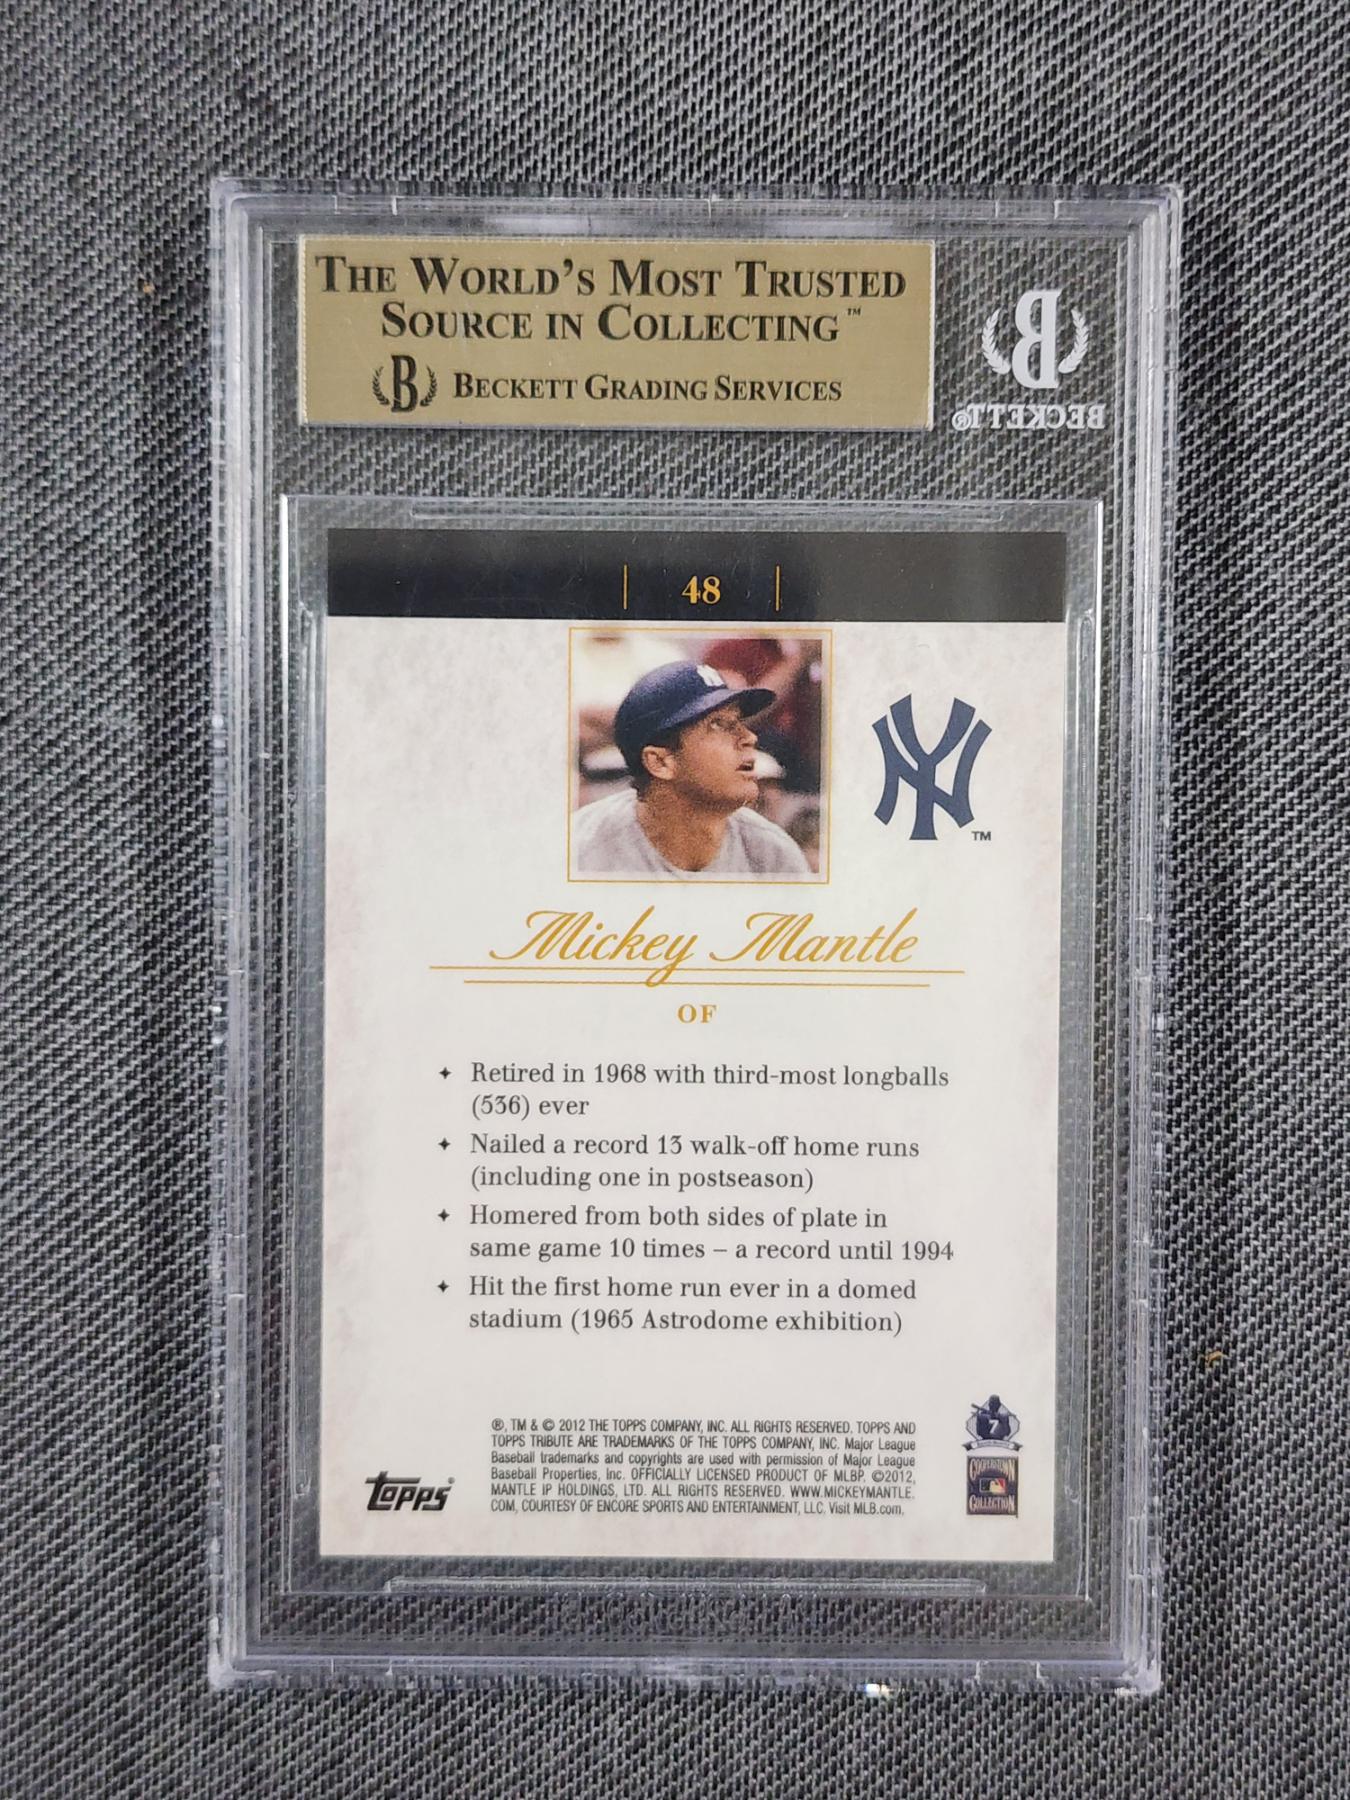 THE WORLD'S MOST TRUSTED
SOURCE IN COLLECTING™
B BECKETT GRADING SERVICES
B
BECKETT®
48
NY
TM
Mickey Mantle
OF
✦ Retired in 1968 with third-most longballs
(536) ever
✦ Nailed a record 13 walk-off home runs
(including one in postseason)
✦ Homered from both sides of plate in
same game 10 times – a record until 1994
✦ Hit the first home run ever in a domed
stadium (1965 Astrodome exhibition)
®, TM & © 2012 THE TOPPS COMPANY, INC. ALL RIGHTS RESERVED. TOPPS AND
TOPPS TRIBUTE ARE TRADEMARKS OF THE TOPPS COMPANY, INC. Major League
Baseball trademarks and copyrights are used with permission of Major League
Baseball Properties, Inc. OFFICIALLY LICENSED PRODUCT OF MLBP. ©2012,
MANTLE IP HOLDINGS, LTD. ALL RIGHTS RESERVED. WWW.MICKEYMANTLE.
COM, COURTESY OF ENCORE SPORTS AND ENTERTAINMENT, LLC. Visit MLB.com.
TOPPS®
7
COOPERSTOWN
COLLECTION